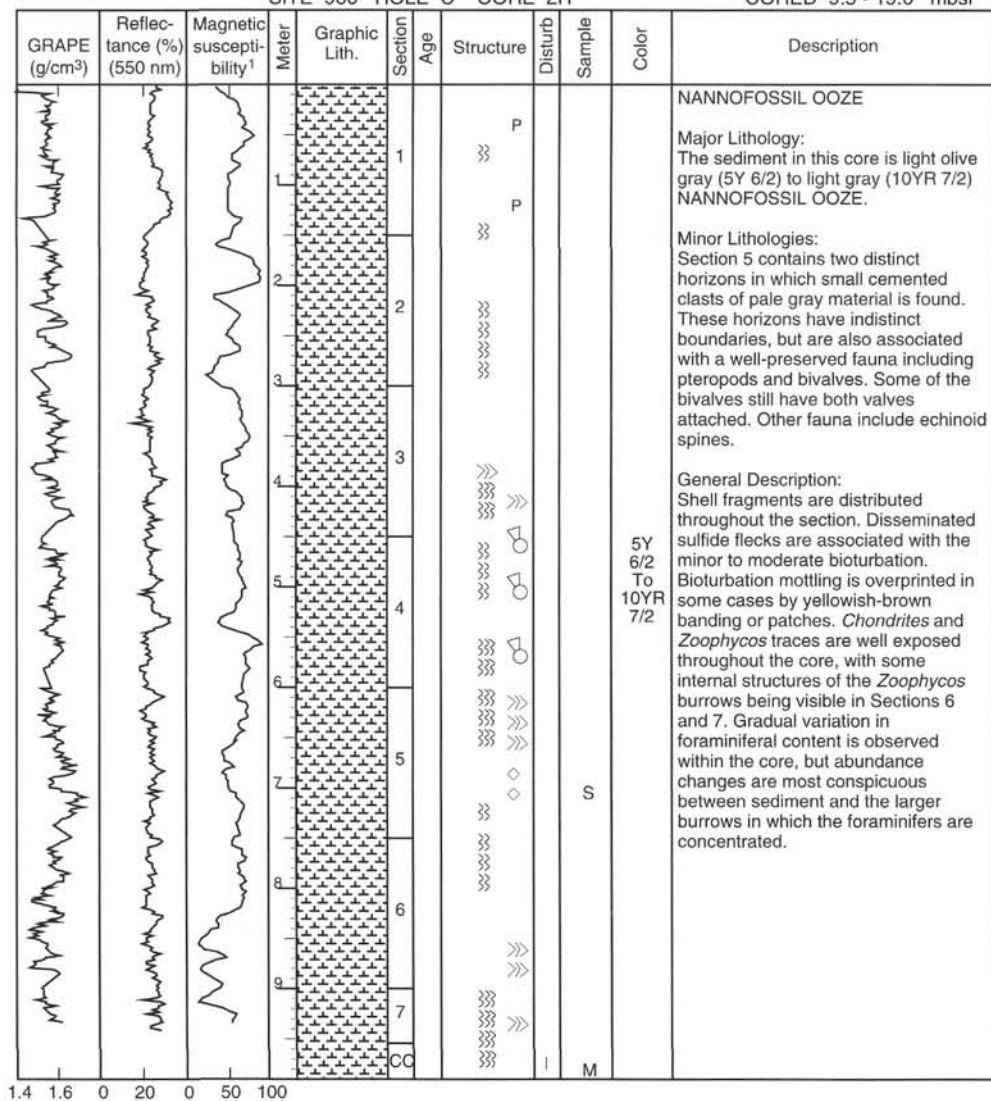 GRAPE (g/cm3)
Reflec-tance (%) (550 nm)
Magnetic suscepti-bility1
Meter
Graphic Lith.
Section
Age
Structure
Disturb
Sample
Color
Description
NANNOFOSSIL OOZE
Major Lithology:
The sediment in this core is light olive
gray (5Y 6/2) to light gray (10YR 7/2)
NANNOFOSSIL OOZE.
Minor Lithologies:
Section 5 contains two distinct
horizons in which small cemented
clasts of pale gray material is found.
These horizons have indistinct
boundaries, but are also associated
with a well-preserved fauna including
pteropods and bivalves. Some of the
bivalves still have both valves
attached. Other fauna include echinoid
spines.
General Description:
Shell fragments are distributed
throughout the section. Disseminated
sulfide flecks are associated with the
minor to moderate bioturbation.
Bioturbation mottling is overprinted in
some cases by yellowish-brown
banding or patches. Chondrites and
Zoophycos traces are well exposed
throughout the core, with some
internal structures of the Zoophycos
burrows being visible in Sections 6
and 7. Gradual variation in
foraminiferal content is observed
within the core, but abundance
changes are most conspicuous
between sediment and the larger
burrows in which the foraminifers are
concentrated.
1
2
3
4
5
6
7
8
9
1
2
3
4
5
6
7
CC
P
P
I
S
M
5Y
6/2
To
10YR
7/2
1.4 1.6 0 20 0 50 100